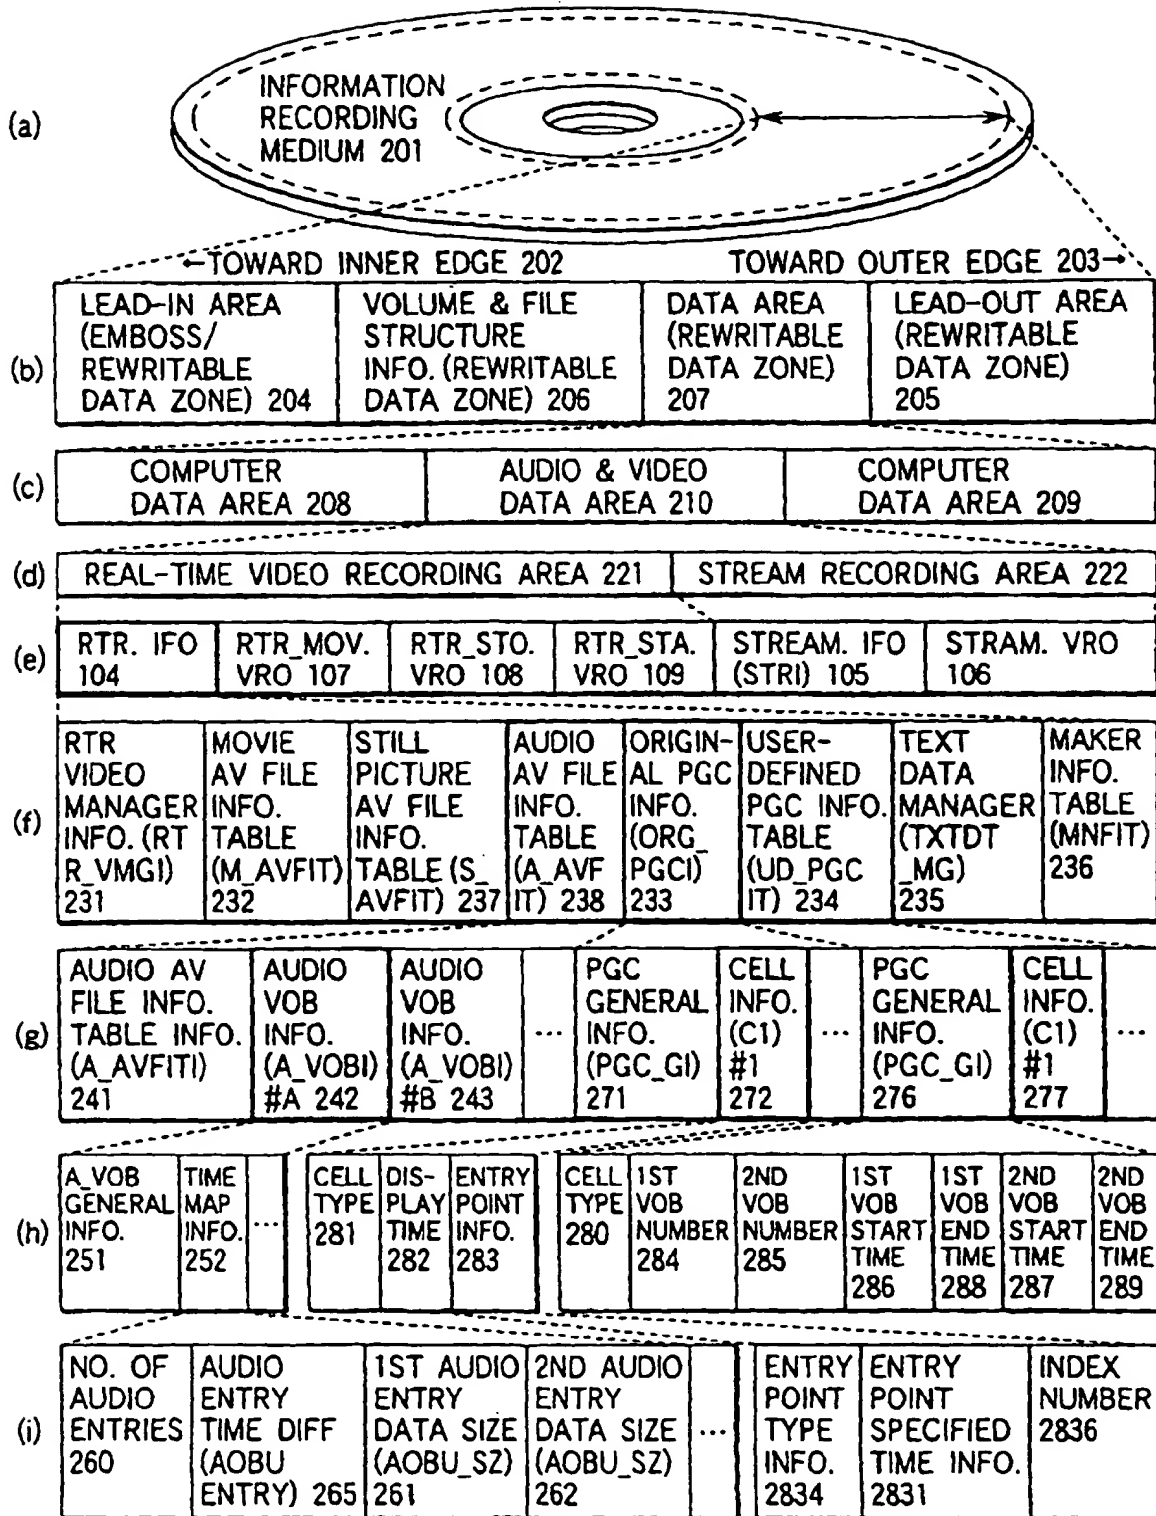 (a)
INFORMATION
RECORDING
MEDIUM 201
←TOWARD INNER EDGE 202
TOWARD OUTER EDGE 203→
(b)
LEAD-IN AREA
(EMBOSS/
REWRITABLE
DATA ZONE) 204
VOLUME & FILE
STRUCTURE
INFO. (REWRITABLE
DATA ZONE) 206
DATA AREA
(REWRITABLE
DATA ZONE)
207
LEAD-OUT AREA
(REWRITABLE
DATA ZONE)
205
(c)
COMPUTER
DATA AREA 208
AUDIO & VIDEO
DATA AREA 210
COMPUTER
DATA AREA 209
(d)
REAL-TIME VIDEO RECORDING AREA 221
STREAM RECORDING AREA 222
(e)
RTR. IFO
104
RTR_MOV.
VRO 107
RTR_STO.
VRO 108
RTR_STA.
VRO 109
STREAM. IFO
(STRI) 105
STRAM. VRO
106
(f)
RTR
VIDEO
MANAGER
INFO. (RT
R_VMGI)
231
MOVIE
AV FILE
INFO.
TABLE
(M_AVFIT)
232
STILL
PICTURE
AV FILE
INFO.
TABLE (S_
AVFIT) 237
AUDIO
AV FILE
INFO.
TABLE
(A_AVF
IT) 238
ORIGIN-
AL PGC
INFO.
(ORG_
PGCI)
233
USER-
DEFINED
PGC INFO.
TABLE
(UD_PGC
IT) 234
TEXT
DATA
MANAGER
(TXTDT
_MG)
235
MAKER
INFO.
TABLE
(MNFIT)
236
(g)
AUDIO AV
FILE INFO.
TABLE INFO.
(A_AVFITI)
241
AUDIO
VOB
INFO.
(A_VOBI)
#A 242
AUDIO
VOB
INFO.
(A_VOBI)
#B 243
...
PGC
GENERAL
INFO.
(PGC_GI)
271
CELL
INFO.
(C1)
#1
272
...
PGC
GENERAL
INFO.
(PGC_GI)
276
CELL
INFO.
(C1)
#1
277
...
(h)
A_VOB
GENERAL
INFO.
251
TIME
MAP
INFO.
252
...
CELL
TYPE
281
DIS-
PLAY
TIME
282
ENTRY
POINT
INFO.
283
CELL
TYPE
280
1ST
VOB
NUMBER
284
2ND
VOB
NUMBER
285
1ST
VOB
START
TIME
286
1ST
VOB
END
TIME
288
2ND
VOB
START
TIME
287
2ND
VOB
END
TIME
289
(i)
NO. OF
AUDIO
ENTRIES
260
AUDIO
ENTRY
TIME DIFF
(AOBU
ENTRY) 265
1ST AUDIO
ENTRY
DATA SIZE
(AOBU_SZ)
261
2ND AUDIO
ENTRY
DATA SIZE
(AOBU_SZ)
262
...
ENTRY
POINT
TYPE
INFO.
2834
ENTRY
POINT
SPECIFIED
TIME INFO.
2831
INDEX
NUMBER
2836